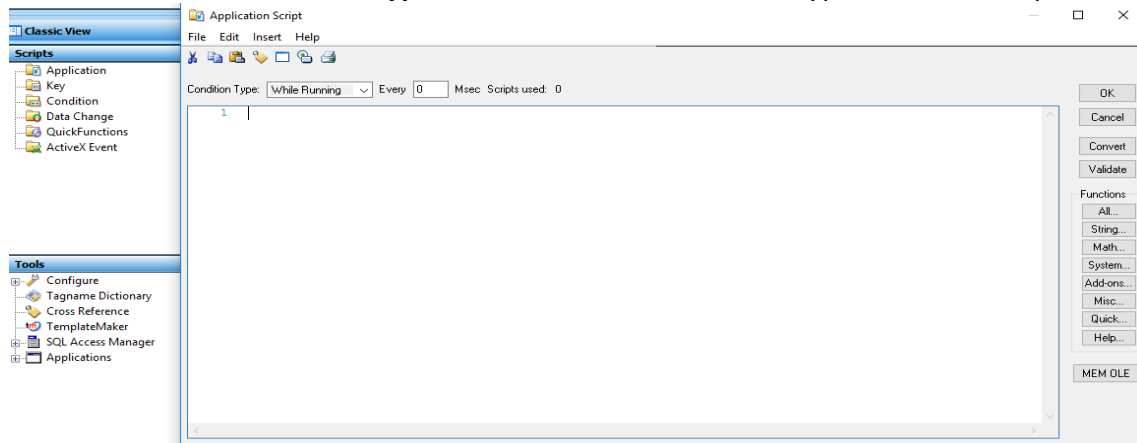 Classic View
Scripts
Application
Key
Condition
Data Change
QuickFunctions
ActiveX Event
Tools
Configure
Tagname Dictionary
Cross Reference
TemplateMaker
SQL Access Manager
Applications
Application Script
File Edit Insert Help
Condition Type: While Running Every 0 Msec Scripts used: 0
1
OK
Cancel
Convert
Validate
Functions
All...
String...
Math...
System...
Add-ons...
Misc...
Quick...
Help...
MEM OLE